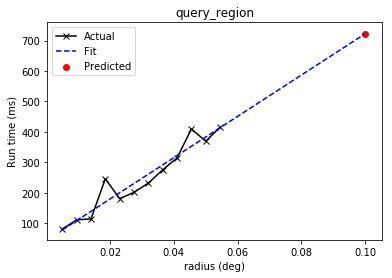 query_region
Actual
Fit
Predicted
Run time (ms)
700
600
500
400
300
200
100
0.02
0.04
0.06
0.08
0.10
radius (deg)